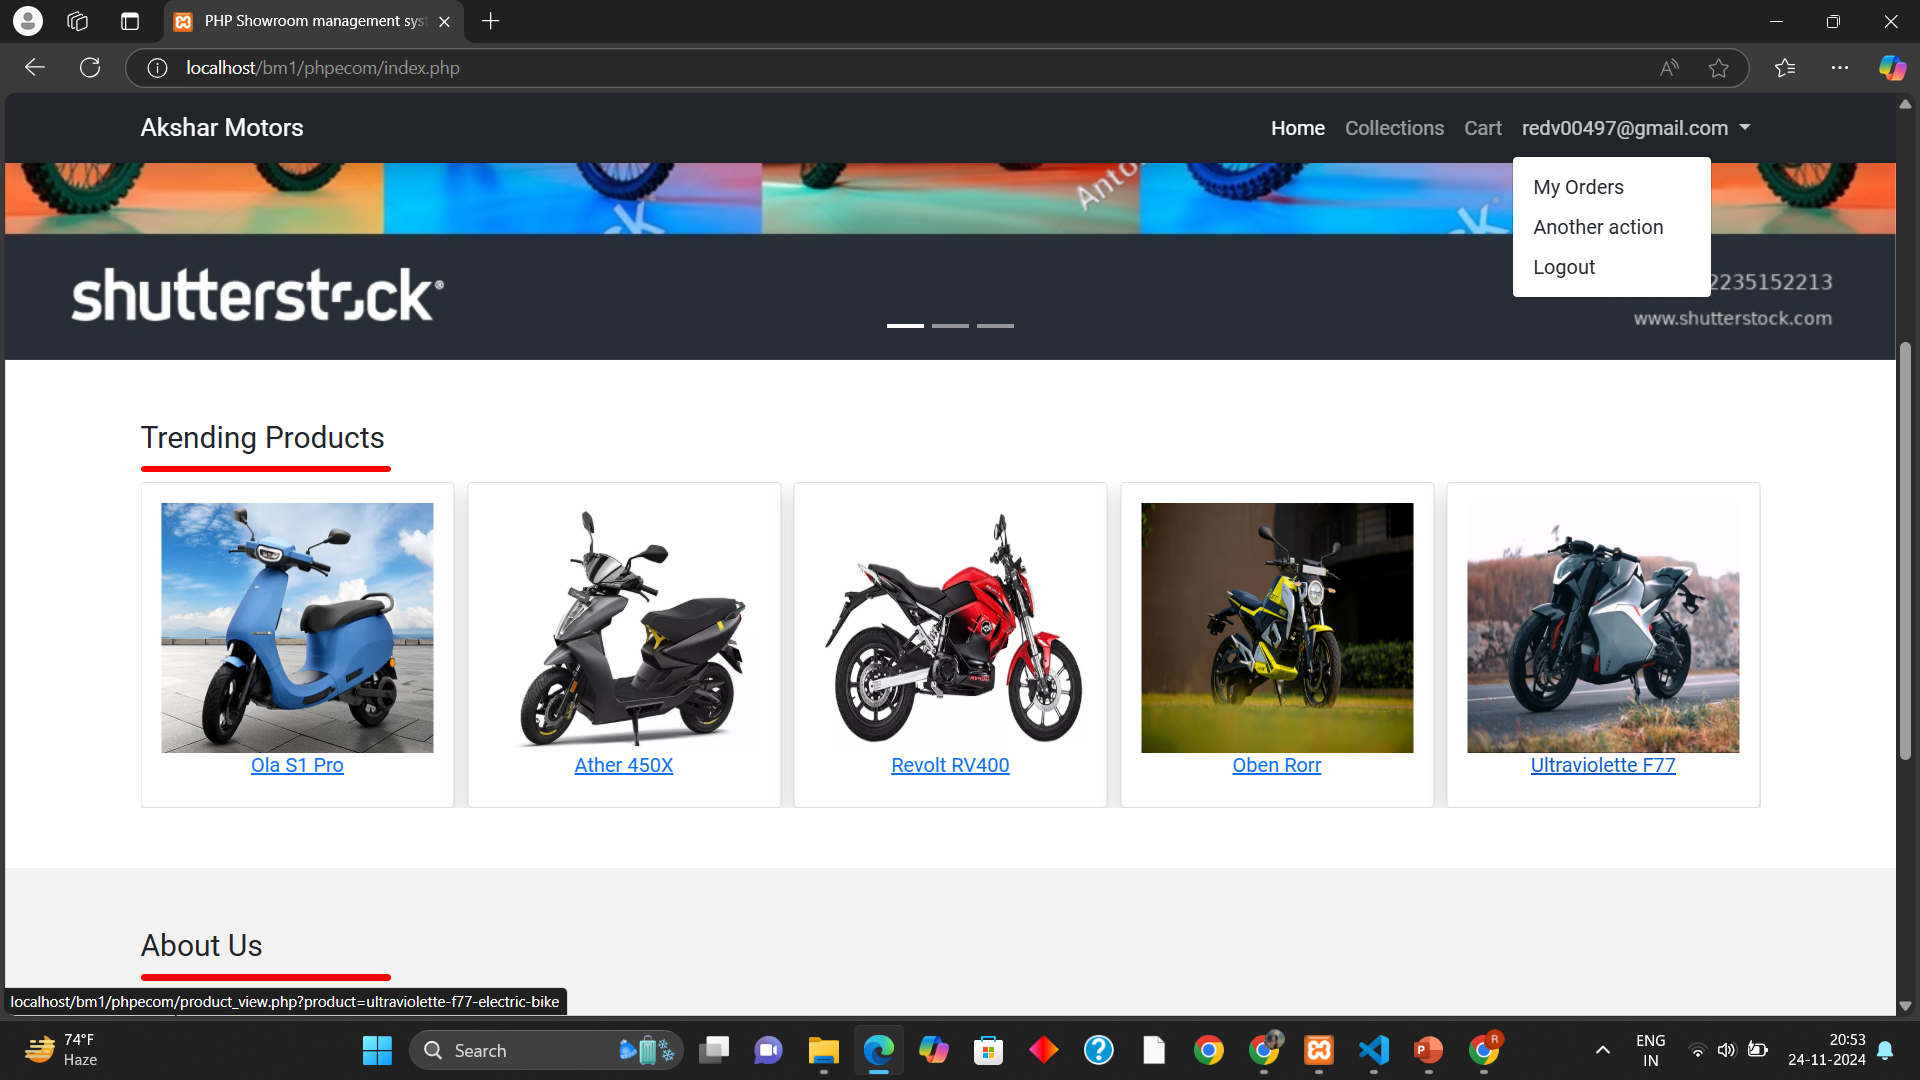 PHP Showroom management syst
localhost/bm1/phpecom/index.php
Akshar Motors
Home
Collections
Cart
redv00497@gmail.com
My Orders
Another action
Logout
shutterstock
2235152213
www.shutterstock.com
Trending Products
Ola S1 Pro
Ather 450X
Revolt RV400
Oben Rorr
Ultraviolette F77
About Us
localhost/bm1/phpecom/product_view.php?product=ultraviolette-f77-electric-bike
74°F
Haze
Search
ENG
IN
20:53
24-11-2024